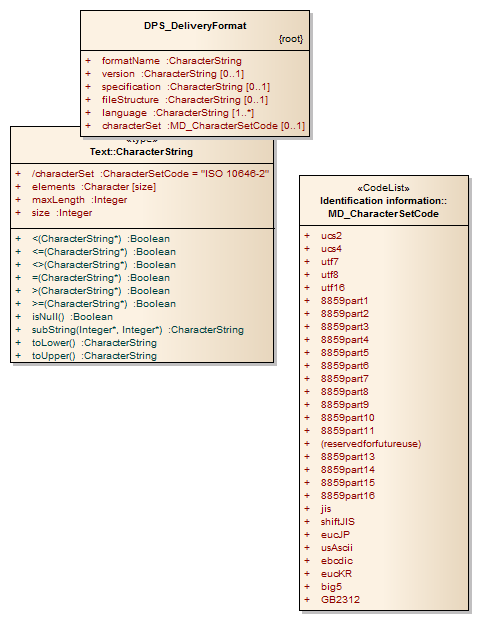 DPS_DeliveryFormat
{root}
+ formatName :CharacterString
+ version :CharacterString [0..1]
+ specification :CharacterString [0..1]
+ fileStructure :CharacterString [0..1]
+ language :CharacterString [1..*]
+ characterSet :MD_CharacterSetCode [0..1]
«type»
Text::CharacterString
+ /characterSet :CharacterSetCode = "ISO 10646-2"
+ elements :Character [size]
+ maxLength :Integer
+ size :Integer
+ <(CharacterString*) :Boolean
+ <=(CharacterString*) :Boolean
+ <>(CharacterString*) :Boolean
+ =(CharacterString*) :Boolean
+ >(CharacterString*) :Boolean
+ >=(CharacterString*) :Boolean
+ isNull() :Boolean
+ subString(Integer*, Integer*) :CharacterString
+ toLower() :CharacterString
+ toUpper() :CharacterString
«CodeList»
Identification information::
MD_CharacterSetCode
+ ucs2
+ ucs4
+ utf7
+ utf8
+ utf16
+ 8859part1
+ 8859part2
+ 8859part3
+ 8859part4
+ 8859part5
+ 8859part6
+ 8859part7
+ 8859part8
+ 8859part9
+ 8859part10
+ 8859part11
+ (reservedforfutureuse)
+ 8859part13
+ 8859part14
+ 8859part15
+ 8859part16
+ jis
+ shiftJIS
+ eucJP
+ usAscii
+ ebcdic
+ eucKR
+ big5
+ GB2312